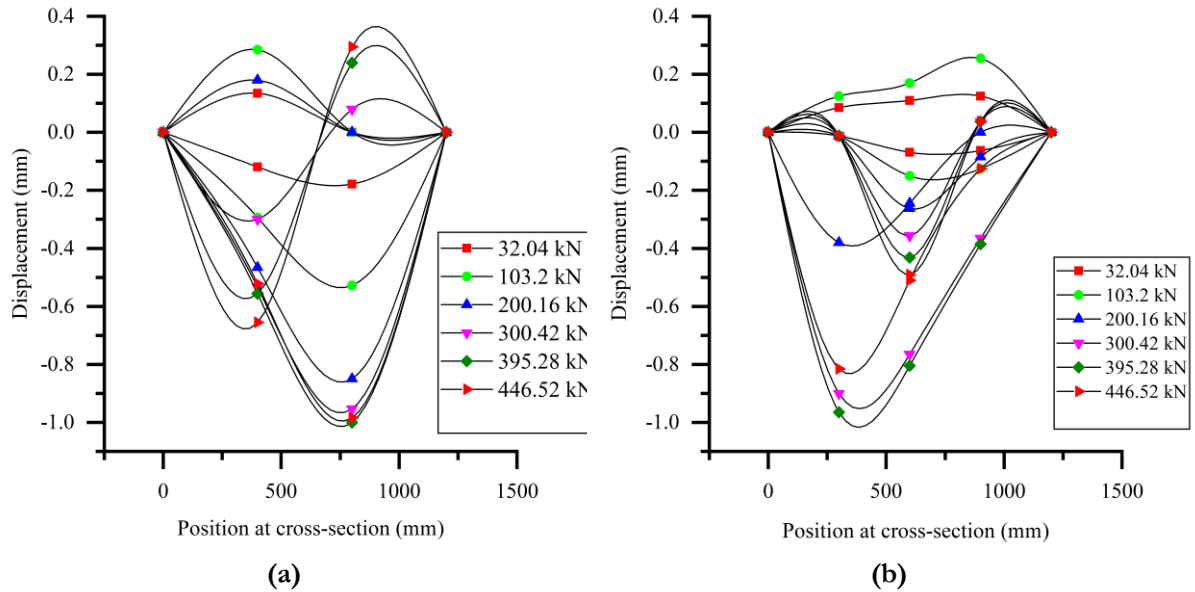 0.4
0.2
0.0
-0.2
-0.4
-0.6
-0.8
-1.0
Displacement (mm)
0
500
1000
1500
Position at cross-section (mm)
32.04 kN
103.2 kN
200.16 kN
300.42 kN
395.28 kN
446.52 kN
(a)
0.4
0.2
0.0
-0.2
-0.4
-0.6
-0.8
-1.0
Displacement (mm)
0
500
1000
1500
Position at cross-section (mm)
32.04 kN
103.2 kN
200.16 kN
300.42 kN
395.28 kN
446.52 kN
(b)